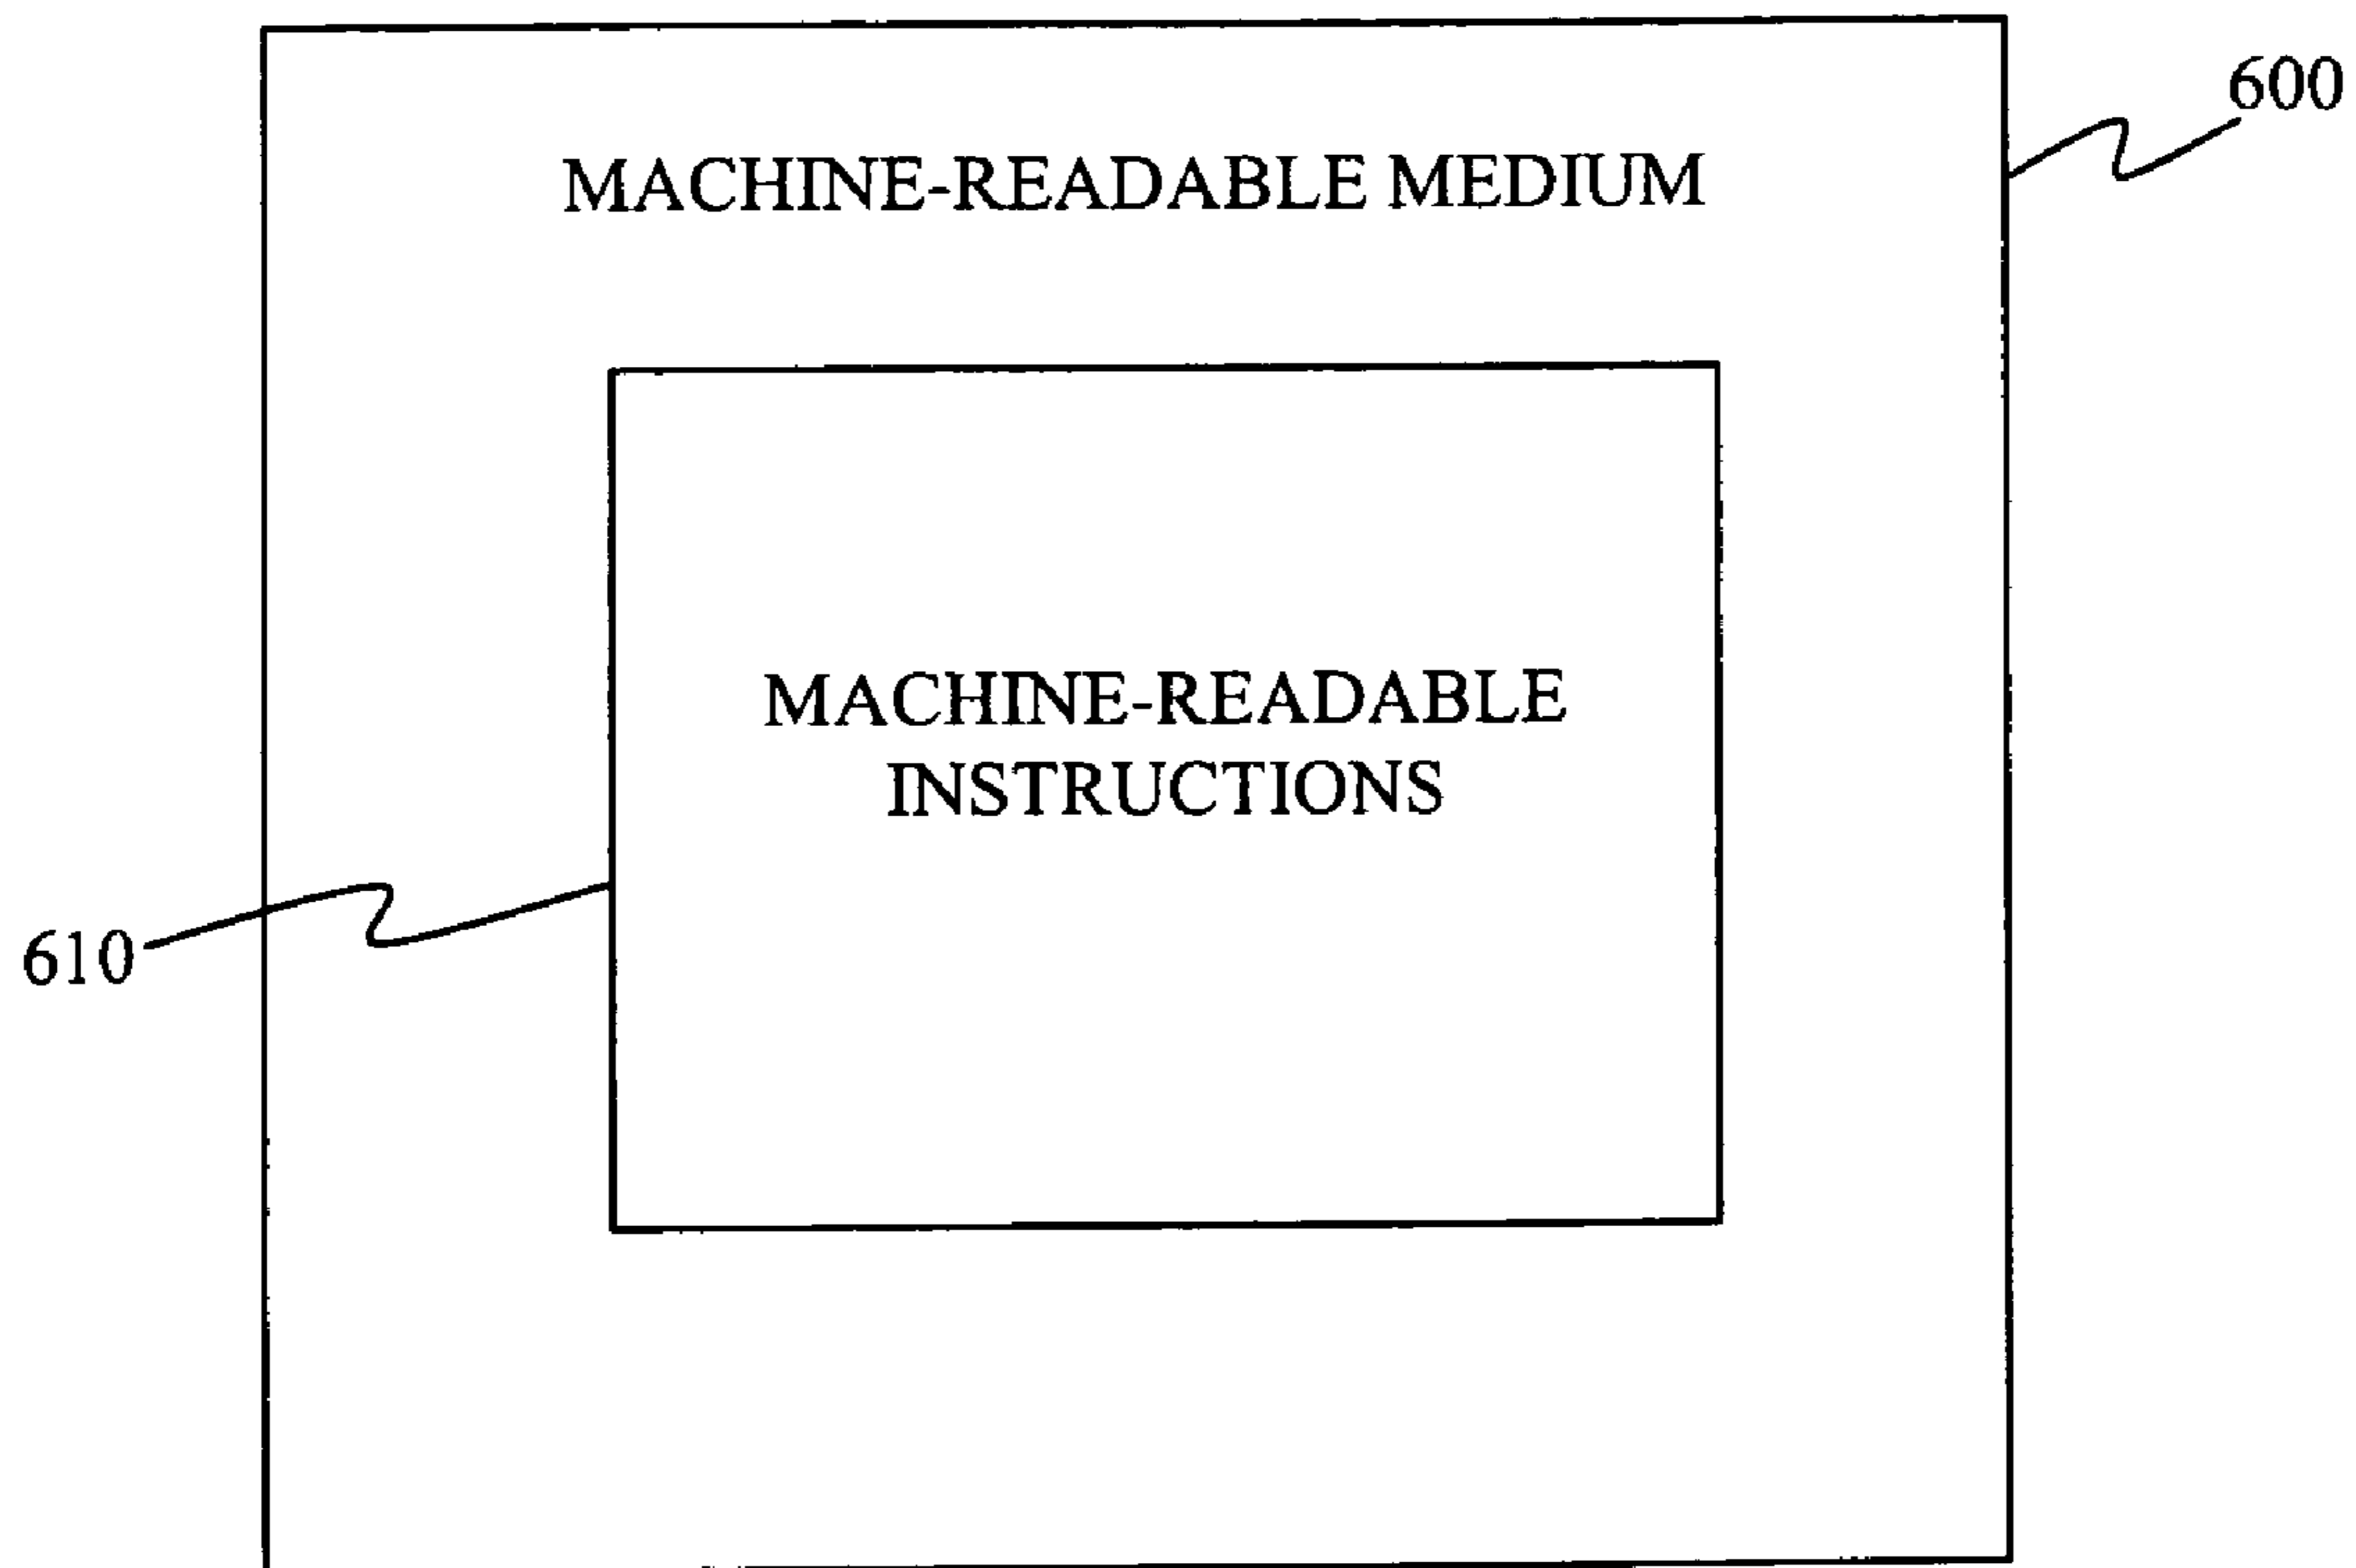 600
MACHINE-READABLE MEDIUM
MACHINE-READABLE
INSTRUCTIONS
610